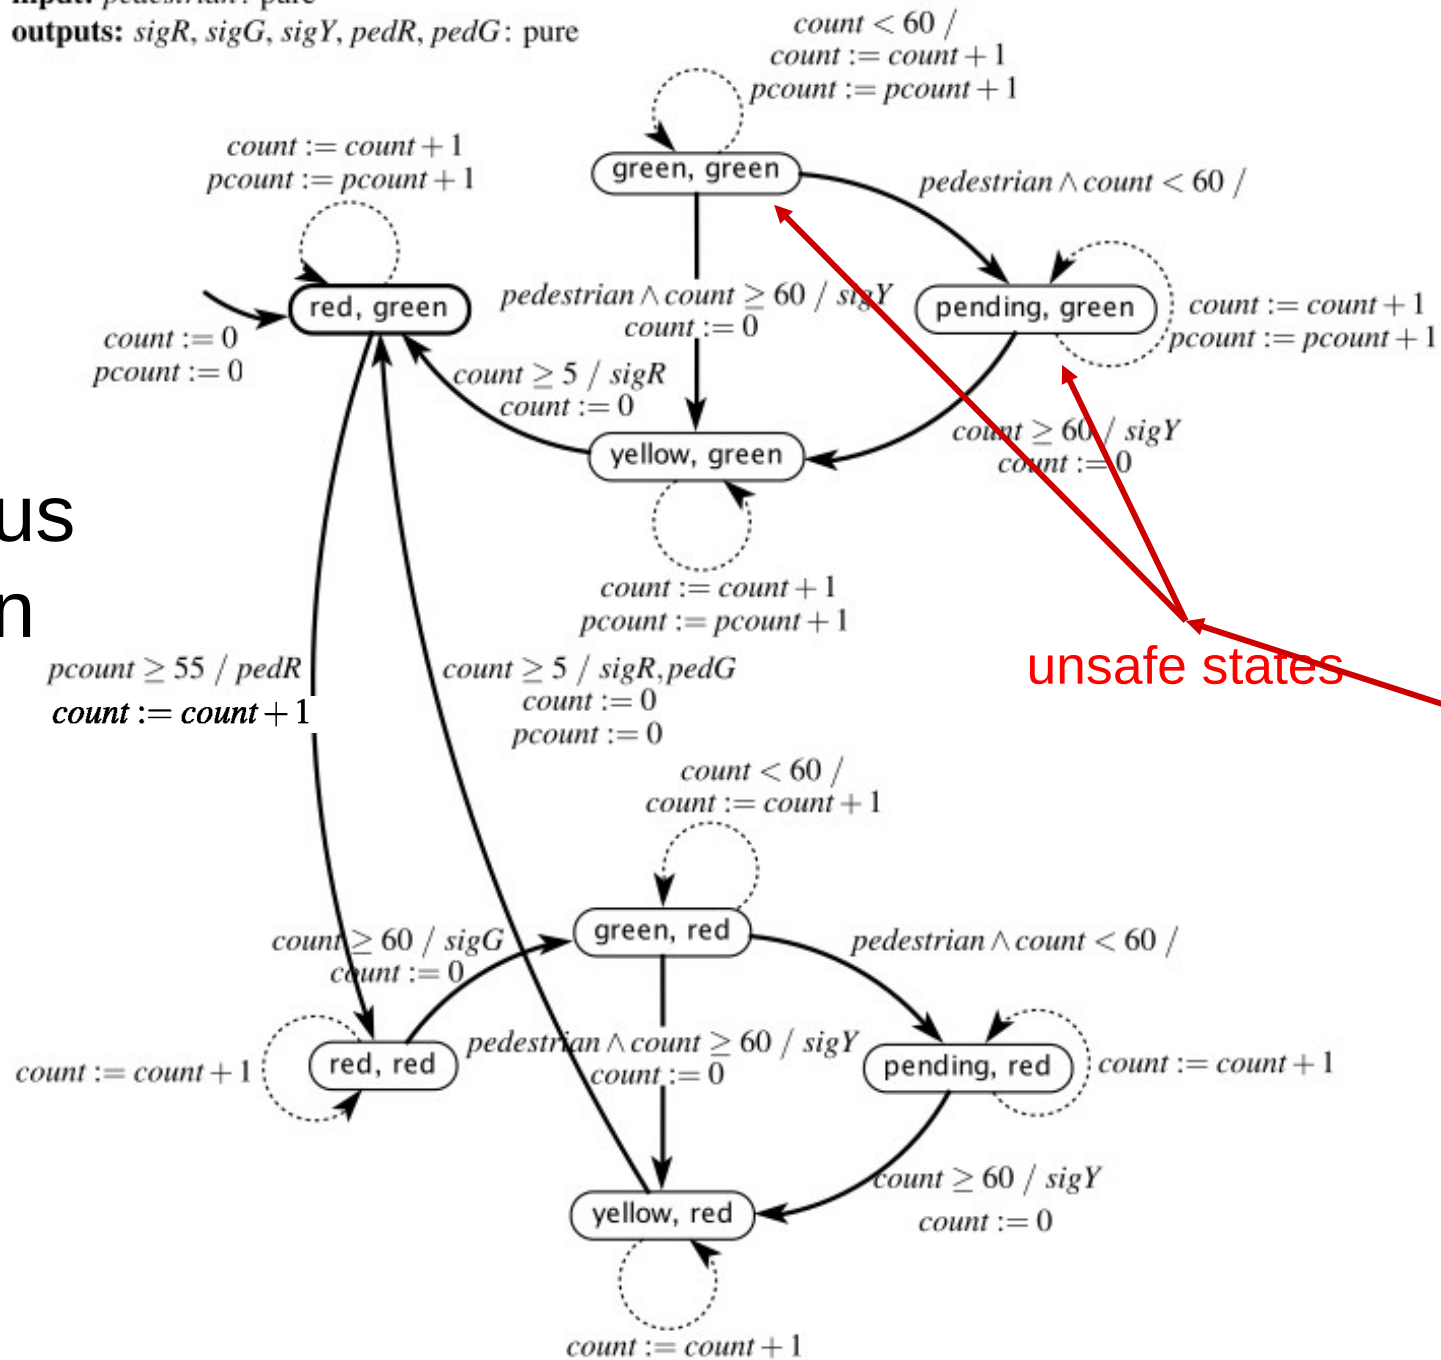 input: pedestrian: pure
outputs: sigR, sigG, sigY, pedR, pedG: pure
count < 60 /
count := count + 1
pcount := pcount + 1
count := count + 1
pcount := pcount + 1
green, green
pedestrian ∧ count < 60 /
red, green
pedestrian ∧ count ≥ 60 / sigY
count := 0
pending, green
count := count + 1
pcount := pcount + 1
count := 0
pcount := 0
count ≥ 5 / sigR
count := 0
yellow, green
count ≥ 60 / sigY
count := 0
us
n
count := count + 1
pcount := pcount + 1
unsafe states
pcount ≥ 55 / pedR
count := count + 1
count ≥ 5 / sigR, pedG
count := 0
pcount := 0
count < 60 /
count := count + 1
count ≥ 60 / sigG
count := 0
green, red
pedestrian ∧ count < 60 /
count := count + 1
red, red
pedestrian ∧ count ≥ 60 / sigY
count := 0
pending, red
count := count + 1
yellow, red
count ≥ 60 / sigY
count := 0
count := count + 1